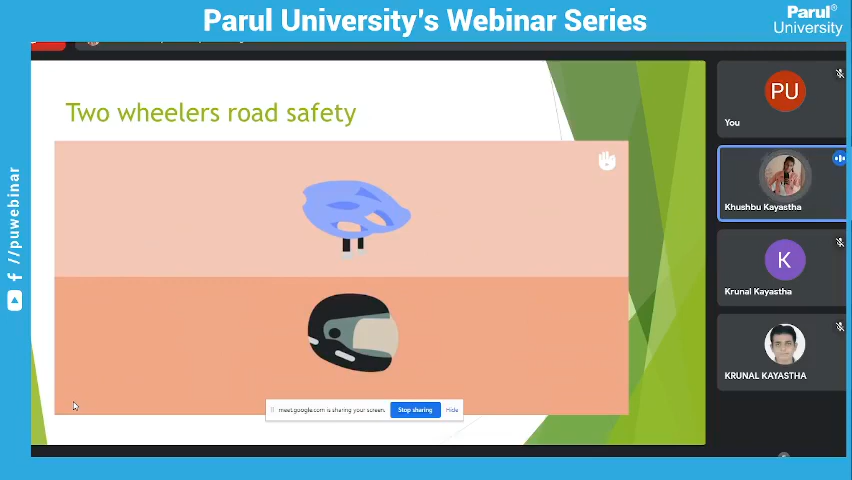 Parul University's Webinar Series
Parul®
University
Two wheelers road safety
PU
You
Khushbu Kayastha
K
Krunal Kayastha
KRUNAL KAYASTHA
meet.google.com is sharing your screen.
Stop sharing
Hide
//puwebinar